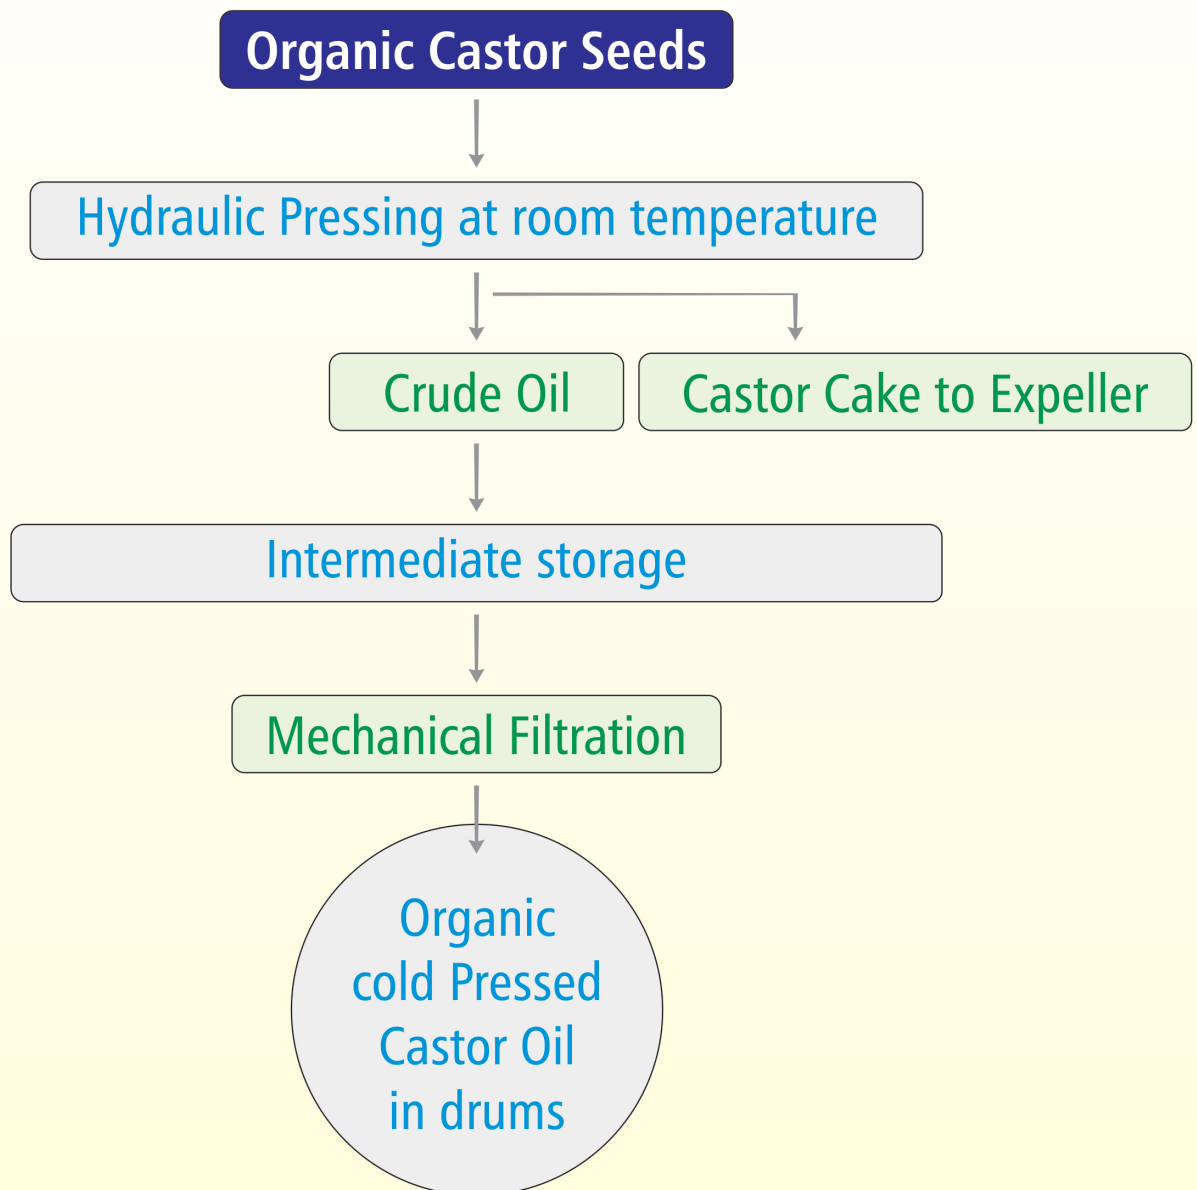 Organic Castor Seeds
Hydraulic Pressing at room temperature
Crude Oil
Castor Cake to Expeller
Intermediate storage
Mechanical Filtration
Organic
cold Pressed
Castor Oil
in drums